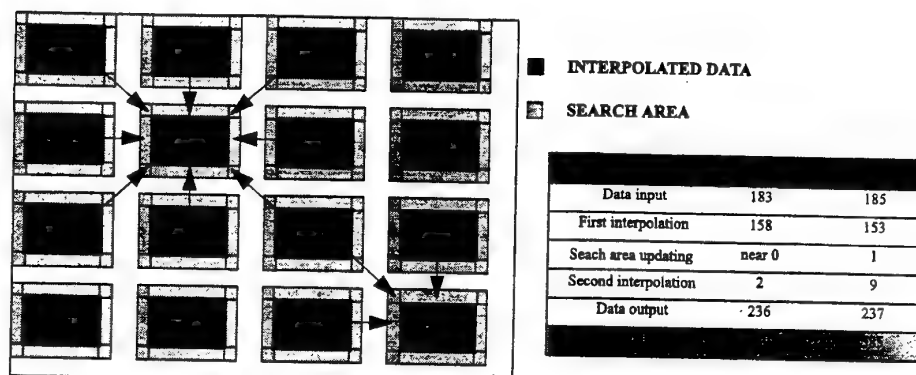 INTERPOLATED DATA
SEARCH AREA
Data input 183 185
First interpolation 158 153
Seach area updating near 0 1
Second interpolation 2 9
Data output 236 237